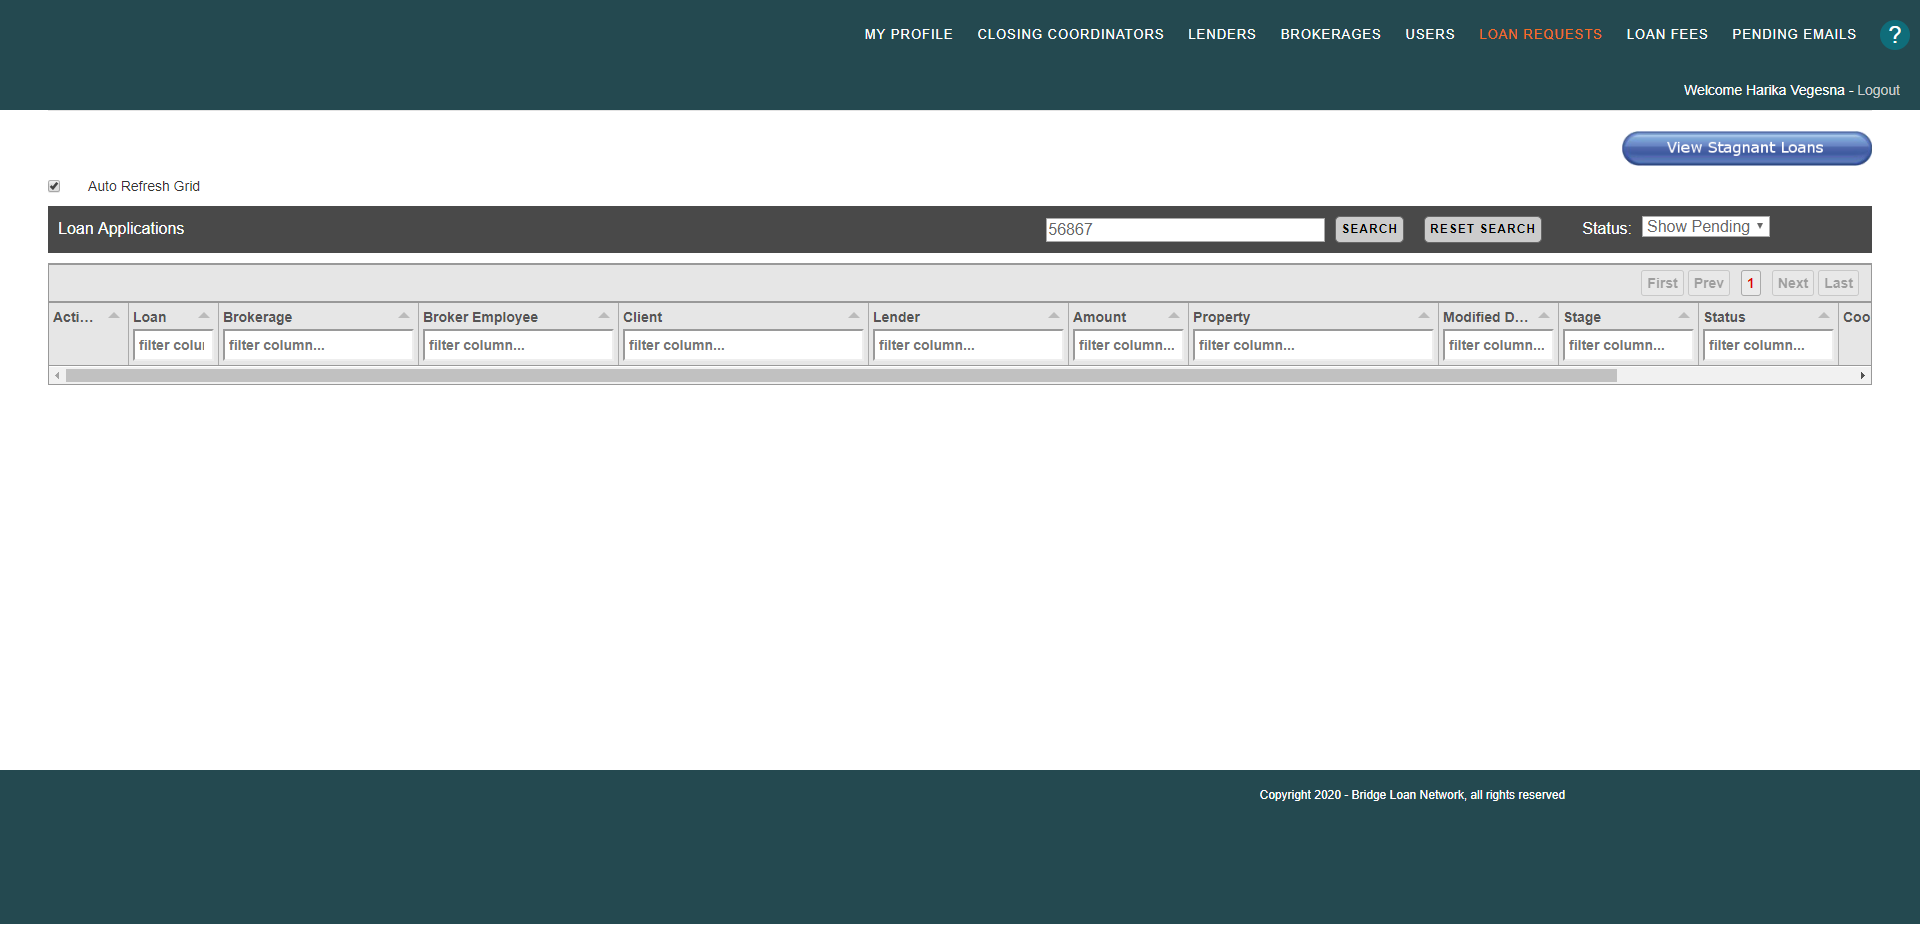 MY PROFILE CLOSING COORDINATORS LENDERS BROKERAGES USERS LOAN REQUESTS LOAN FEES PENDING EMAILS ?
Welcome Harika Vegesna - Logout
View Stagnant Loans
Auto Refresh Grid
Loan Applications 56867 SEARCH RESET SEARCH Status: Show Pending
First Prev 1 Next Last
Acti... Loan Brokerage Broker Employee Client Lender Amount Property Modified D... Stage Status Coo
filter colu filter column... filter column... filter column... filter column... filter column... filter column... filter column... filter column... filter column...
Copyright 2020 - Bridge Loan Network, all rights reserved